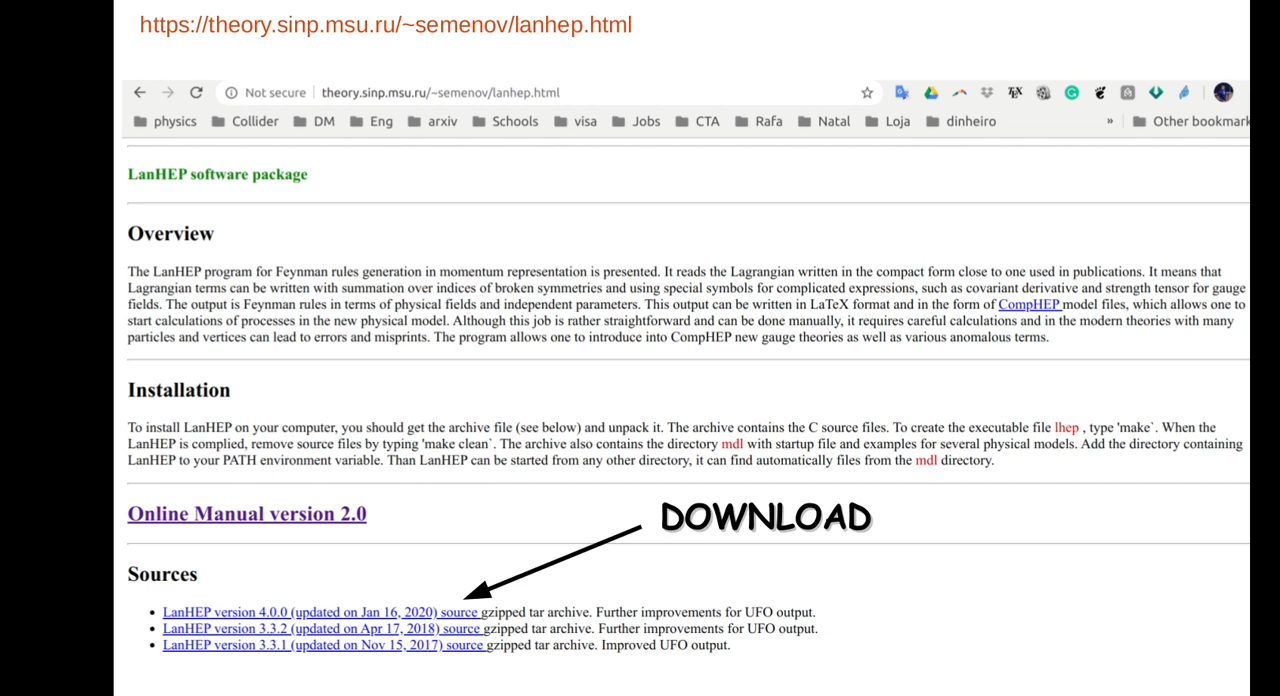 https://theory.sinp.msu.ru/~semenov/lanhep.html
Not secure theory.sinp.msu.ru/~semenov/lanhep.html
physics Collider DM Eng arxiv Schools visa Jobs CTA Rafa Natal Loja dinheiro » Other bookmark
LanHEP software package
Overview
The LanHEP program for Feynman rules generation in momentum representation is presented. It reads the Lagrangian written in the compact form close to one used in publications. It means that
Lagrangian terms can be written with summation over indices of broken symmetries and using special symbols for complicated expressions, such as covariant derivative and strength tensor for gauge
fields. The output is Feynman rules in terms of physical fields and independent parameters. This output can be written in LaTeX format and in the form of CompHEP model files, which allows one to
start calculations of processes in the new physical model. Although this job is rather straightforward and can be done manually, it requires careful calculations and in the modern theories with many
particles and vertices can lead to errors and misprints. The program allows one to introduce into CompHEP new gauge theories as well as various anomalous terms.
Installation
To install LanHEP on your computer, you should get the archive file (see below) and unpack it. The archive contains the C source files. To create the executable file lhep , type 'make`. When the
LanHEP is complied, remove source files by typing 'make clean`. The archive also contains the directory mdl with startup file and examples for several physical models. Add the directory containing
LanHEP to your PATH environment variable. Than LanHEP can be started from any other directory, it can find automatically files from the mdl directory.
Online Manual version 2.0
DOWNLOAD
Sources
• LanHEP version 4.0.0 (updated on Jan 16, 2020) source gzipped tar archive. Further improvements for UFO output.
• LanHEP version 3.3.2 (updated on Apr 17, 2018) source gzipped tar archive. Further improvements for UFO output.
• LanHEP version 3.3.1 (updated on Nov 15, 2017) source gzipped tar archive. Improved UFO output.